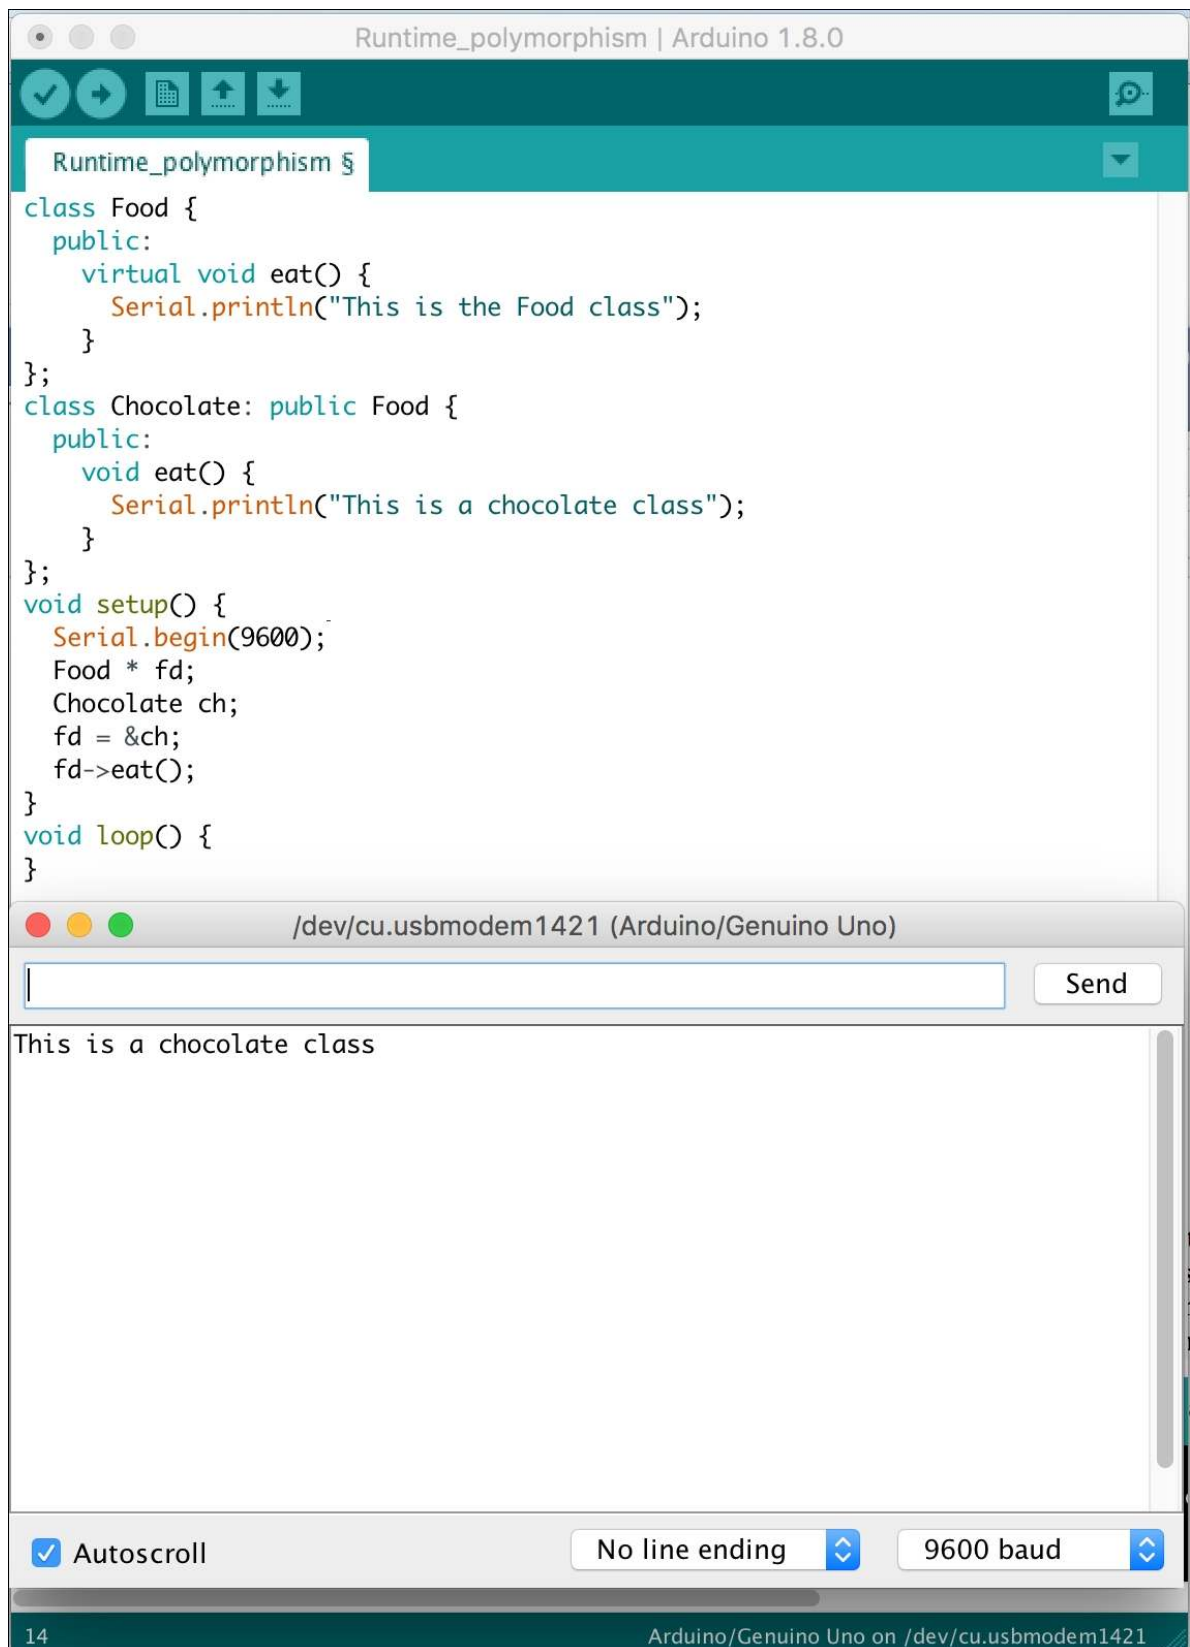 Runtime_polymorphism | Arduino 1.8.0
Runtime_polymorphism §
class Food {
  public:
    virtual void eat() {
      Serial.println("This is the Food class");
    }
};
class Chocolate: public Food {
  public:
    void eat() {
      Serial.println("This is a chocolate class");
    }
};
void setup() {
  Serial.begin(9600);
  Food * fd;
  Chocolate ch;
  fd = &ch;
  fd->eat();
}
void loop() {
}
/dev/cu.usbmodem1421 (Arduino/Genuino Uno)
Send
This is a chocolate class
Autoscroll
No line ending
9600 baud
14
Arduino/Genuino Uno on /dev/cu.usbmodem1421